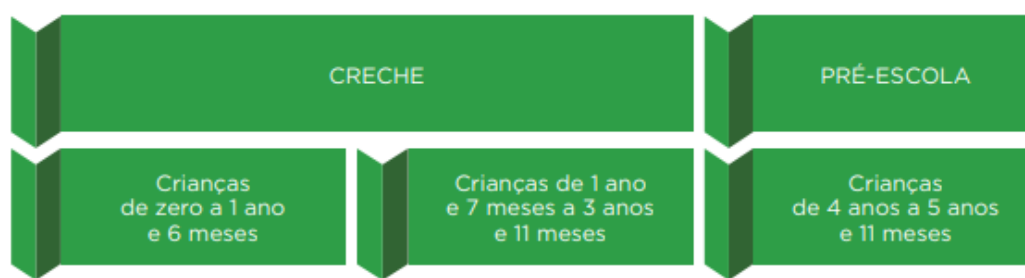 CRECHE
PRÉ-ESCOLA
Crianças
de zero a 1 ano
e 6 meses
Crianças de 1 ano
e 7 meses a 3 anos
e 11 meses
Crianças
de 4 anos a 5 anos
e 11 meses